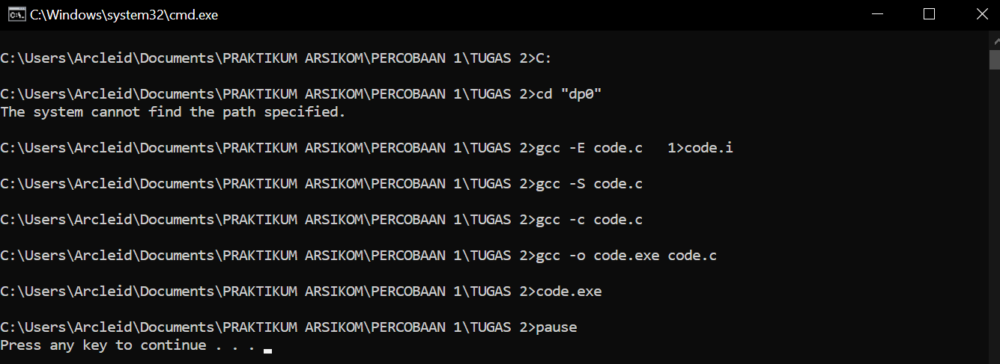 C:\Windows\system32\cmd.exe
C:\Users\Arcleid\Documents\PRAKTIKUM ARSIKOM\PERCOBAAN 1\TUGAS 2>C:
C:\Users\Arcleid\Documents\PRAKTIKUM ARSIKOM\PERCOBAAN 1\TUGAS 2>cd "dp0"
The system cannot find the path specified.
C:\Users\Arcleid\Documents\PRAKTIKUM ARSIKOM\PERCOBAAN 1\TUGAS 2>gcc -E code.c   1>code.i
C:\Users\Arcleid\Documents\PRAKTIKUM ARSIKOM\PERCOBAAN 1\TUGAS 2>gcc -S code.c
C:\Users\Arcleid\Documents\PRAKTIKUM ARSIKOM\PERCOBAAN 1\TUGAS 2>gcc -c code.c
C:\Users\Arcleid\Documents\PRAKTIKUM ARSIKOM\PERCOBAAN 1\TUGAS 2>gcc -o code.exe code.c
C:\Users\Arcleid\Documents\PRAKTIKUM ARSIKOM\PERCOBAAN 1\TUGAS 2>code.exe
C:\Users\Arcleid\Documents\PRAKTIKUM ARSIKOM\PERCOBAAN 1\TUGAS 2>pause
Press any key to continue . . .